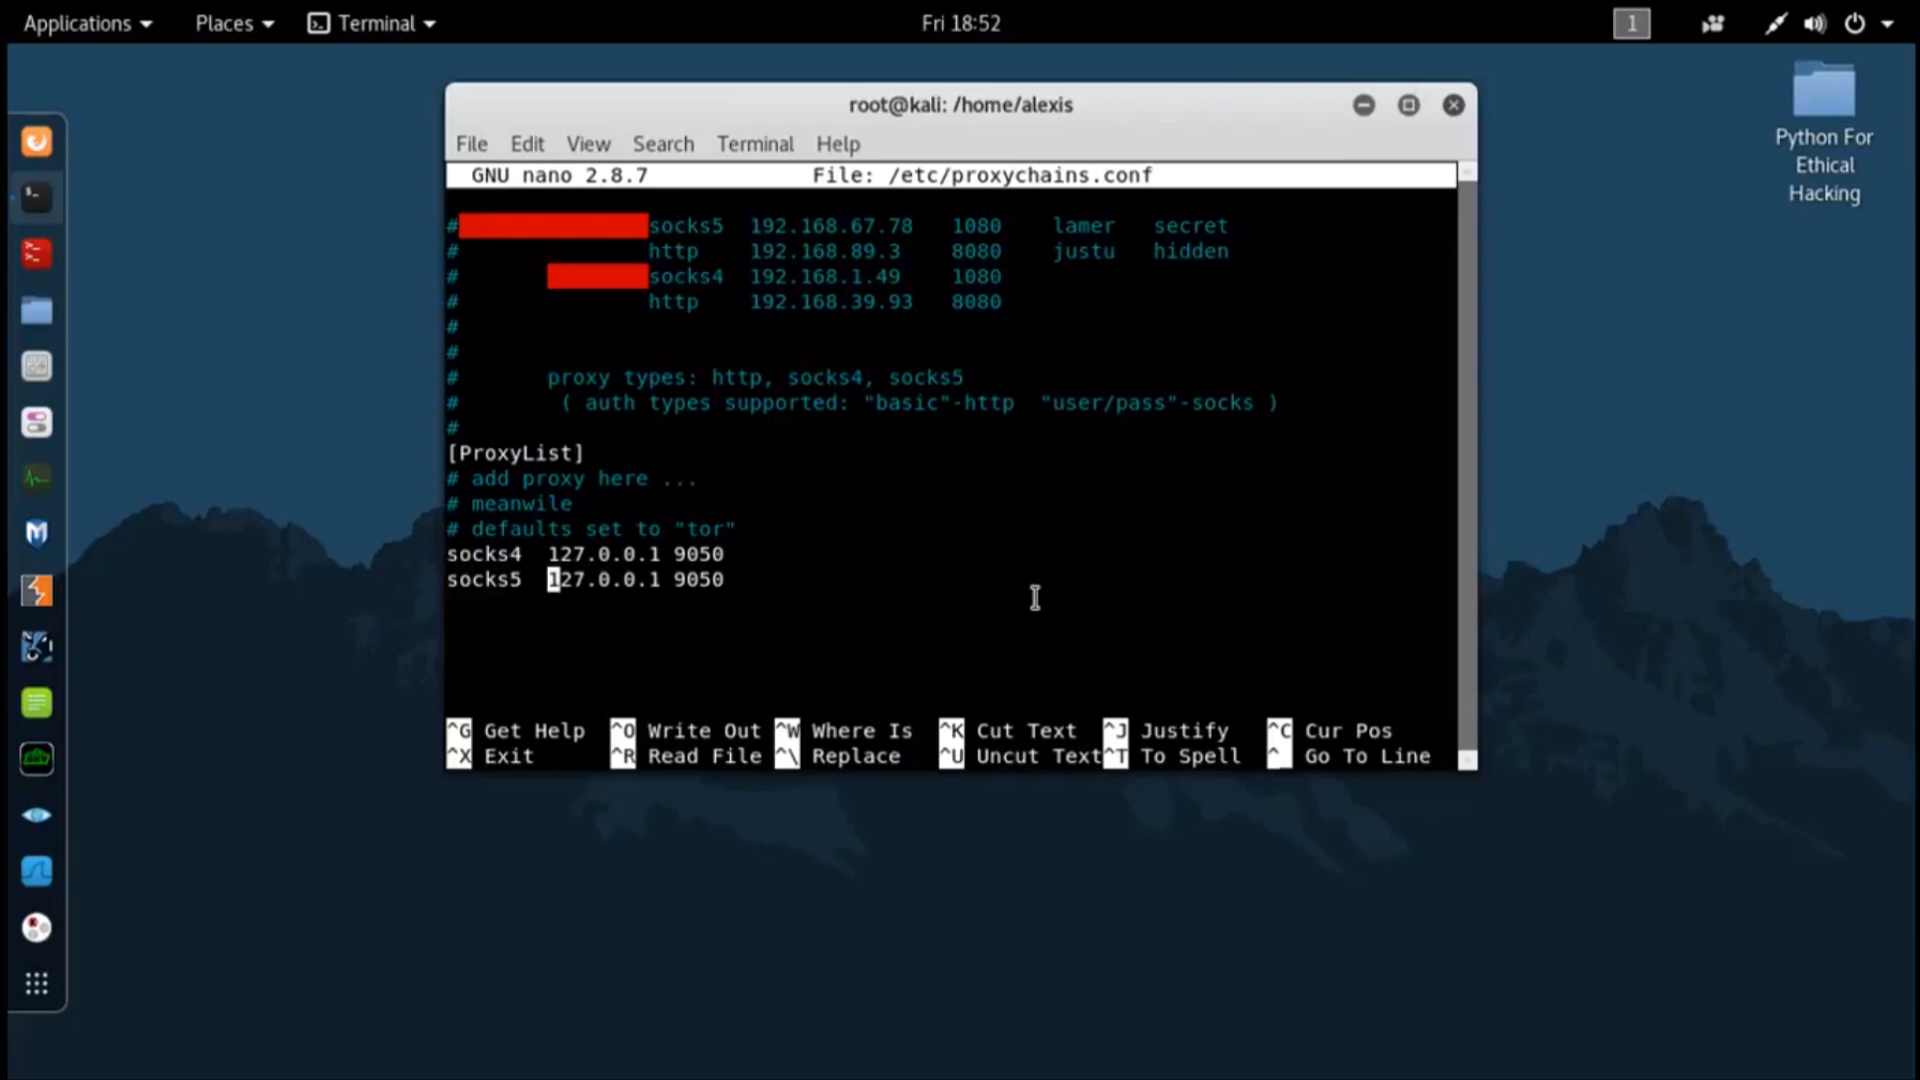 Applications Places Terminal Fri 18:52 1
root@kali: /home/alexis
File Edit View Search Terminal Help
GNU nano 2.8.7 File: /etc/proxychains.conf
# socks5 192.168.67.78 1080 lamer secret
# http 192.168.89.3 8080 justu hidden
# socks4 192.168.1.49 1080
# http 192.168.39.93 8080
#
#
# proxy types: http, socks4, socks5
# ( auth types supported: "basic"-http "user/pass"-socks )
#
[ProxyList]
# add proxy here ...
# meanwile
# defaults set to "tor"
socks4 127.0.0.1 9050
socks5 127.0.0.1 9050
^G Get Help ^O Write Out ^W Where Is ^K Cut Text ^J Justify ^C Cur Pos
^X Exit ^R Read File ^\ Replace ^U Uncut Text ^T To Spell ^ Go To Line
Python For
Ethical
Hacking